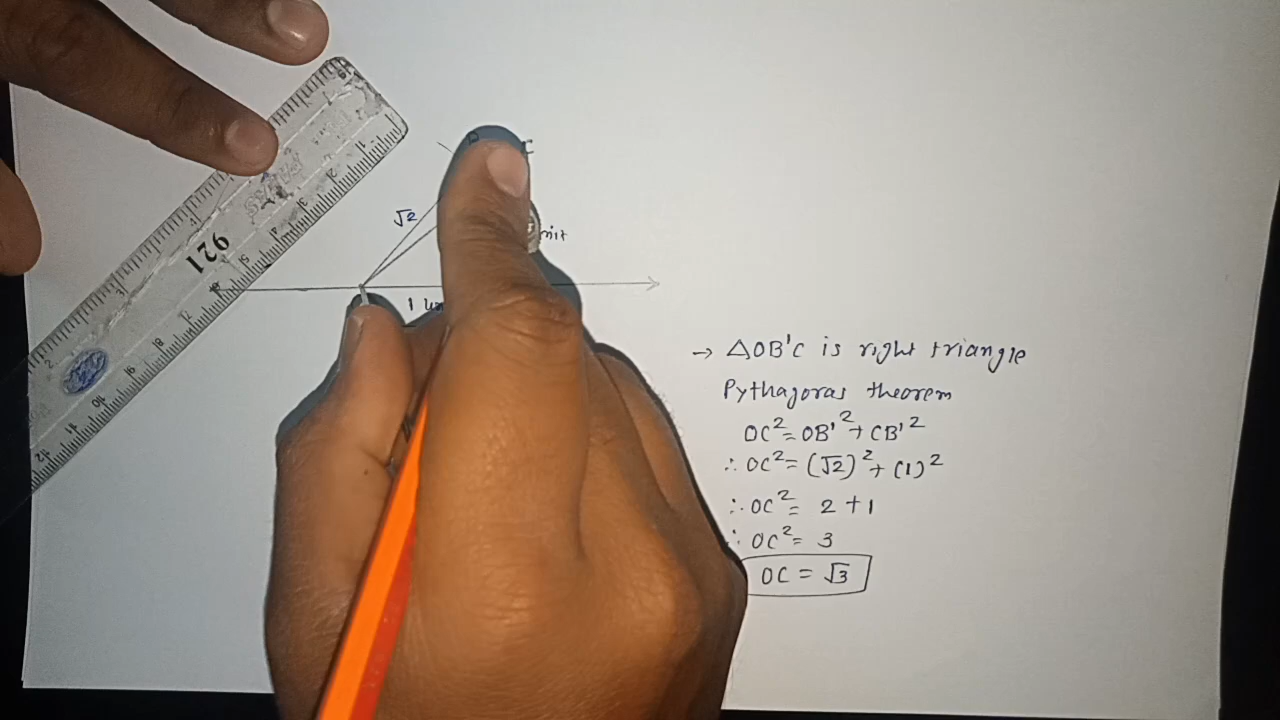 √2
→ △OB'C is right triangle
Pythagoras theorem
OC²= OB'²+ CB'²
∴ OC²= (√2)²+ (1)²
∴ OC²= 2+1
∴ OC²= 3
OC = √3
921